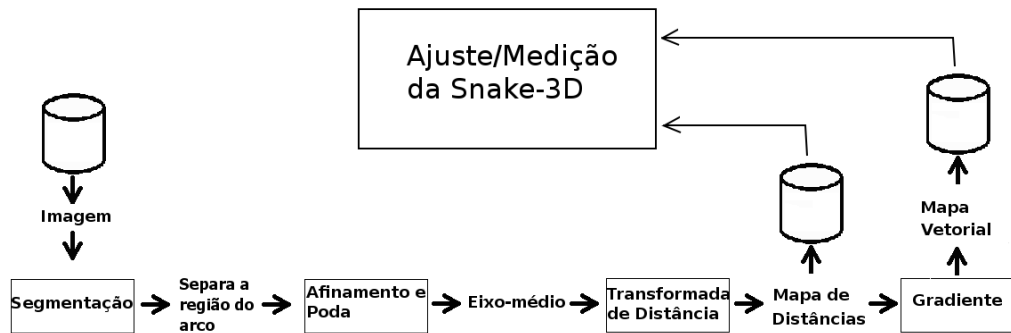 Ajuste/Medição
da Snake-3D
Imagem
Mapa
Vetorial
Segmentação
Separa a
região do
arco
Afinamento e
Poda
Eixo-médio
Transformada
de Distância
Mapa de
Distâncias
Gradiente